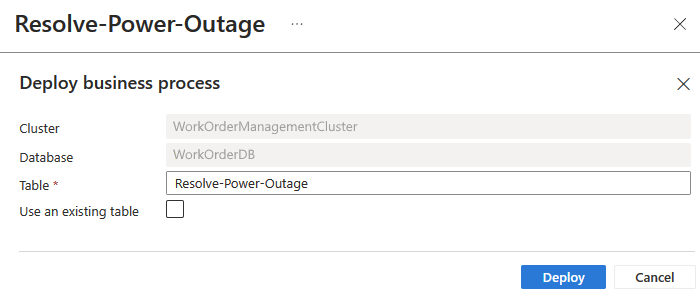 Resolve-Power-Outage ...
Deploy business process
Cluster WorkOrderManagementCluster
Database WorkOrderDB
Table * Resolve-Power-Outage
Use an existing table
Deploy Cancel